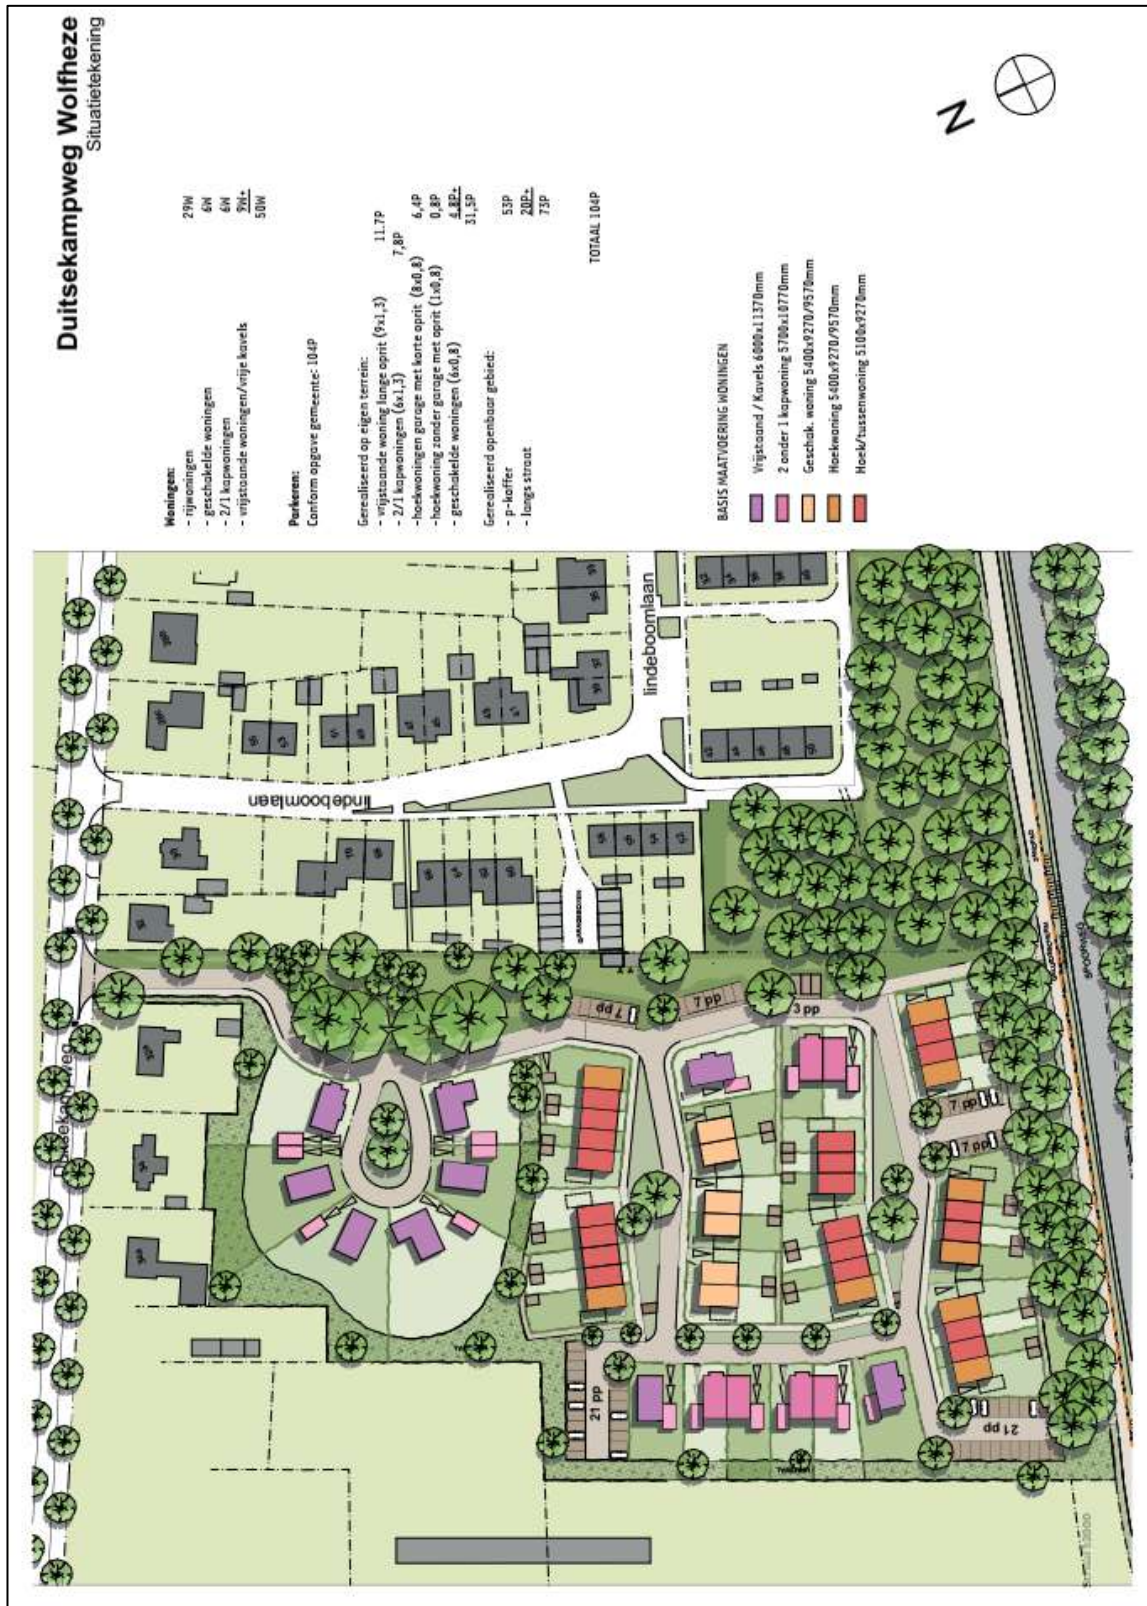 Duitsekampweg Wolfheze
Situatietekening
Woningen:
- rijwoningen 29W
- geschakelde woningen 6W
- 2/1 kapwoningen 6W
- vrijstaande woningen/vrije kavels 9W+
50W
Parkeren:
Conform opgave gemeente: 104P
Gerealiseerd op eigen terrein:
- vrijstaande woning lange oprit (9x1,3) 11.7P
- 2/1 kapwoningen (6x1,3) 7,8P
- hoekwoningen garage met korte oprit (8x0,8) 6,4P
- hoekwoning zonder garage met oprit (1x0,8) 0,8P
- geschakelde woningen (6x0,8) 4,8P+
31,5P
Gerealiseerd openbaar gebied:
- p-koffer 53P
- langs straat 20P+
73P
TOTAAL 104P
BASIS MAATVOERING WONINGEN
Vrijstaand / Kavels 6000x11370mm
2 onder 1 kapwoning 5700x10770mm
Geschak. woning 5400x9270/9570mm
Hoekwoning 5400x9270/9570mm
Hoek/tussenwoning 5100x9270mm
N
lindeboomlaan
lindeboomlaan
SPOORWEG
7 pp
7 pp
3 pp
7 pp
7 pp
21 pp
21 pp